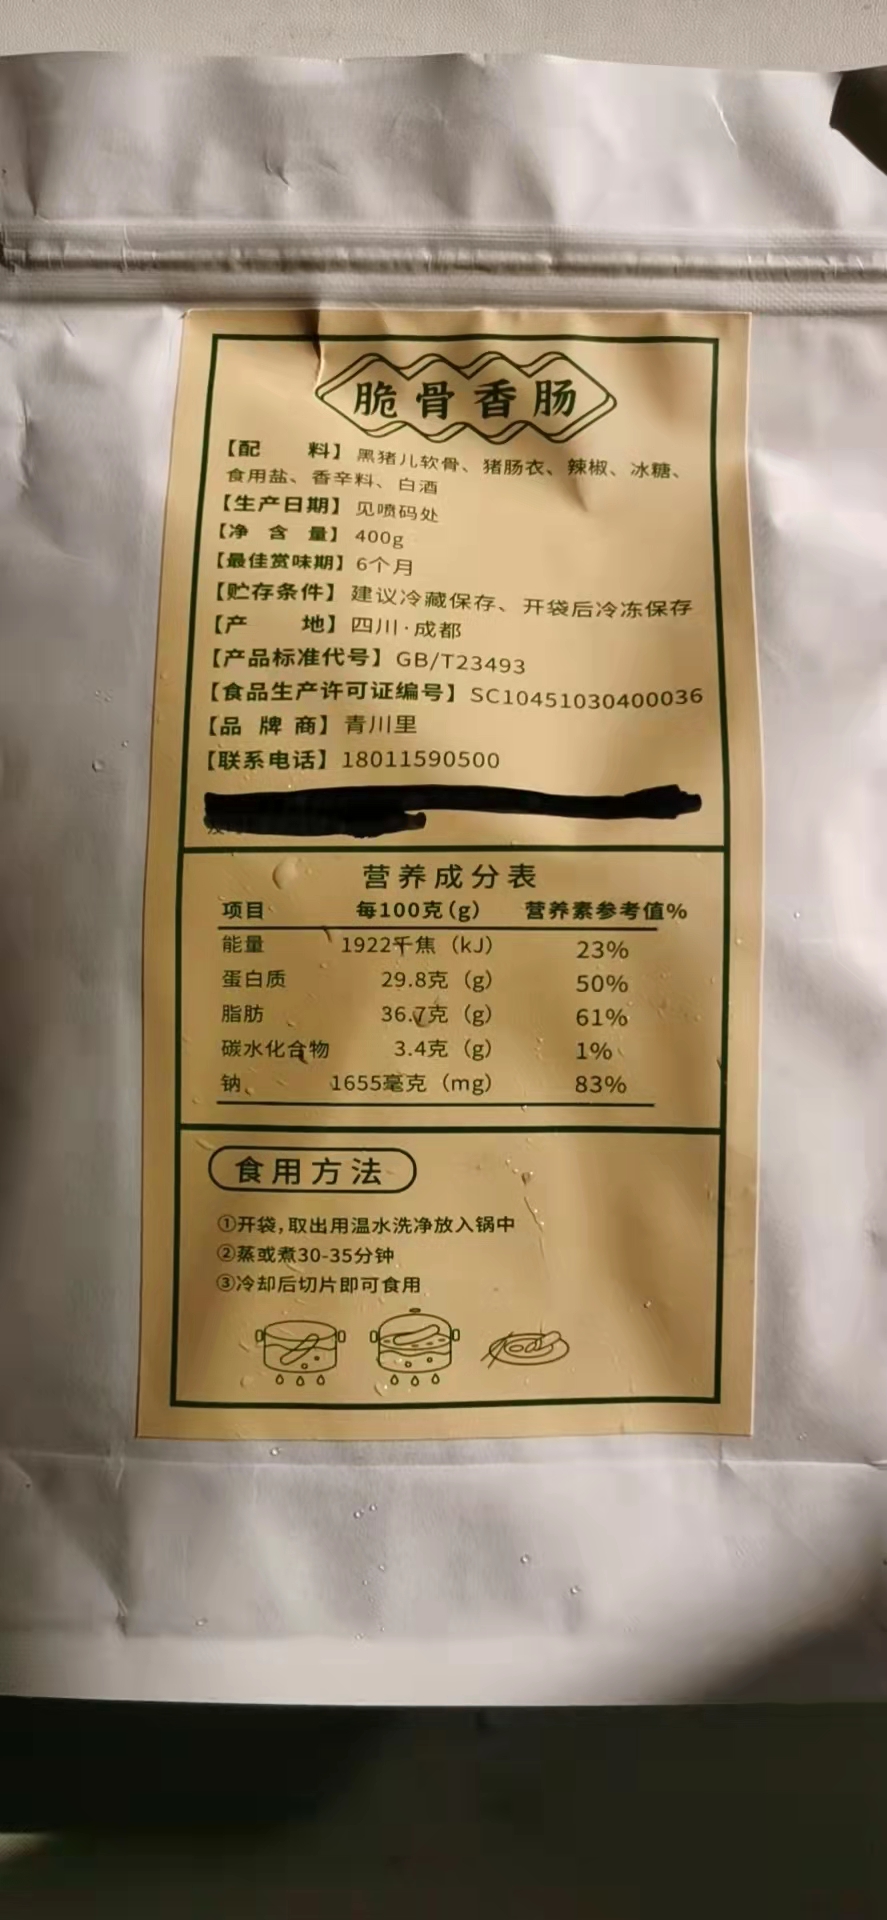 脆骨香肠
【配 料】黑猪儿软骨、猪肠衣、辣椒、冰糖、
食用盐、香辛料、白酒
【生产日期】见喷码处
【净 含 量】400g
【最佳赏味期】6个月
【贮存条件】建议冷藏保存、开袋后冷冻保存
【产 地】四川·成都
【产品标准代号】GB/T23493
【食品生产许可证编号】SC10451030400036
【品 牌 商】青川里
【联系电话】18011590500
营养成分表
项目 每100克(g) 营养素参考值%
能量 1922千焦（kJ） 23%
蛋白质 29.8克（g） 50%
脂肪 36.7克（g） 61%
碳水化合物 3.4克（g） 1%
钠 1655毫克（mg） 83%
食用方法
①开袋,取出用温水洗净放入锅中
②蒸或煮30-35分钟
③冷却后切片即可食用